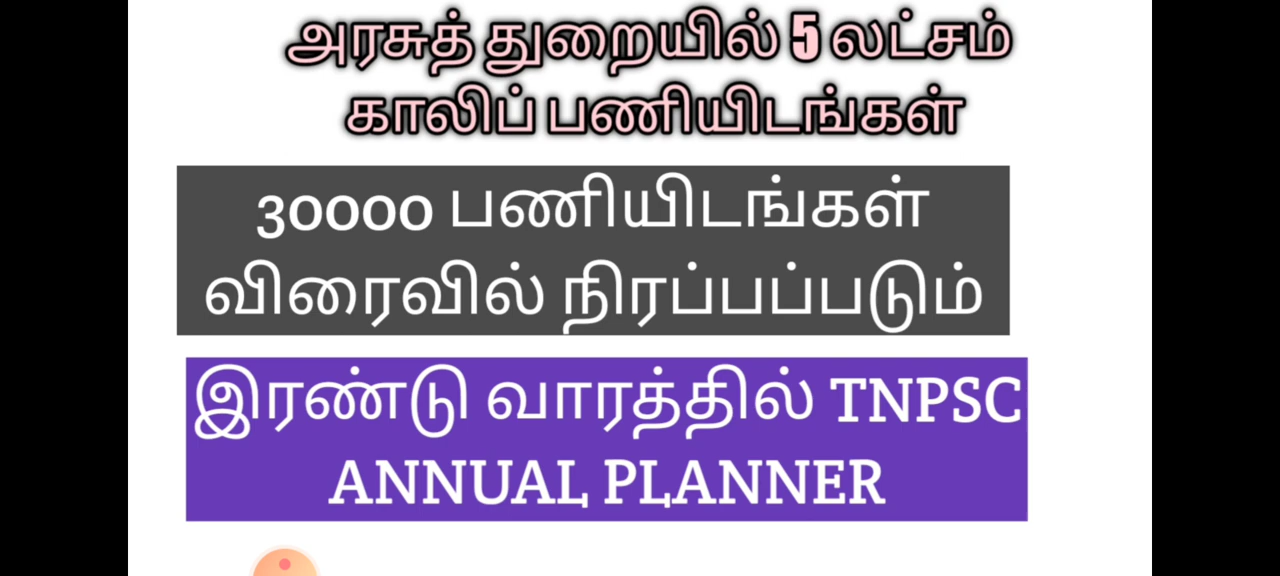 அரசுத் துறையில் 5 லட்சம்
காலிப் பணியிடங்கள்
30000 பணியிடங்கள்
விரைவில் நிரப்பப்படும்
இரண்டு வாரத்தில் TNPSC
ANNUAL PLANNER